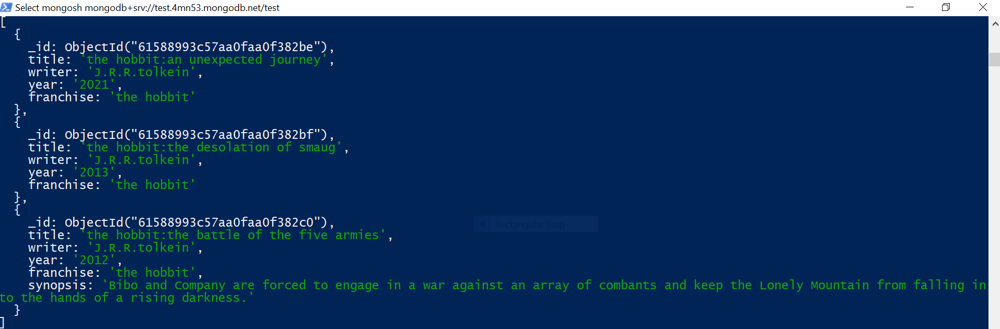 Select mongosh mongodb+srv://test.4mn53.mongodb.net/test
[
  {
    _id: ObjectId("61588993c57aa0faa0f382be"),
    title: 'the hobbit:an unexpected journey',
    writer: 'J.R.R.tolkein',
    year: '2021',
    franchise: 'the hobbit'
  },
  {
    _id: ObjectId("61588993c57aa0faa0f382bf"),
    title: 'the hobbit:the desolation of smaug',
    writer: 'J.R.R.tolkein',
    year: '2013',
    franchise: 'the hobbit'
  },
  {
    _id: ObjectId("61588993c57aa0faa0f382c0"),
    title: 'the hobbit:the battle of the five armies',
    writer: 'J.R.R.tolkein',
    year: '2012',
    franchise: 'the hobbit',
    synopsis: 'Bibo and Company are forced to engage in a war against an array of combants and keep the Lonely Mountain from falling in
to the hands of a rising darkness.'
  }
]
Rectangular Snip